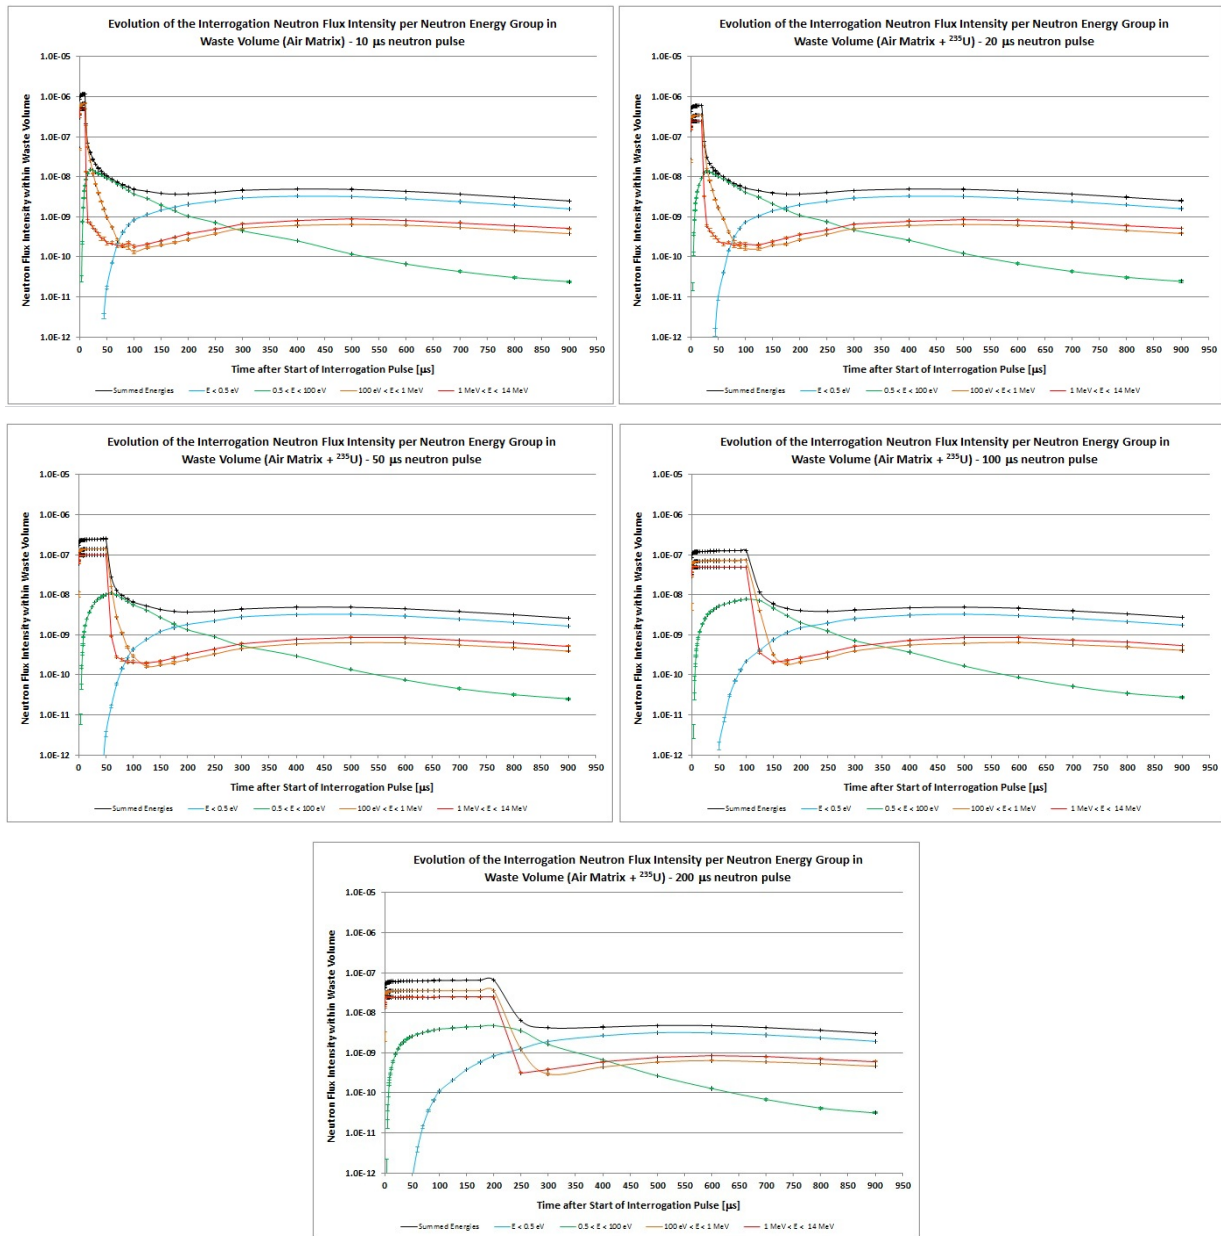 Evolution of the Interrogation Neutron Flux Intensity per Neutron Energy Group in
Waste Volume (Air Matrix) - 10 μs neutron pulse
Neutron Flux Intensity within Waste Volume
1.0E-05
1.0E-06
1.0E-07
1.0E-08
1.0E-09
1.0E-10
1.0E-11
1.0E-12
0 50 100 150 200 250 300 350 400 450 500 550 600 650 700 750 800 850 900 950
Time after Start of Interrogation Pulse [μs]
Summed Energies E < 0.5 eV 0.5 < E < 100 eV 100 eV < E < 1 MeV 1 MeV < E < 14 MeV
Evolution of the Interrogation Neutron Flux Intensity per Neutron Energy Group in
Waste Volume (Air Matrix + ²³⁵U) - 20 μs neutron pulse
Neutron Flux Intensity within Waste Volume
1.0E-05
1.0E-06
1.0E-07
1.0E-08
1.0E-09
1.0E-10
1.0E-11
1.0E-12
0 50 100 150 200 250 300 350 400 450 500 550 600 650 700 750 800 850 900 950
Time after Start of Interrogation Pulse [μs]
Summed Energies E < 0.5 eV 0.5 < E < 100 eV 100 eV < E < 1 MeV 1 MeV < E < 14 MeV
Evolution of the Interrogation Neutron Flux Intensity per Neutron Energy Group in
Waste Volume (Air Matrix + ²³⁵U) - 50 μs neutron pulse
Neutron Flux Intensity within Waste Volume
1.0E-05
1.0E-06
1.0E-07
1.0E-08
1.0E-09
1.0E-10
1.0E-11
1.0E-12
0 50 100 150 200 250 300 350 400 450 500 550 600 650 700 750 800 850 900 950
Time after Start of Interrogation Pulse [μs]
Summed Energies E < 0.5 eV 0.5 < E < 100 eV 100 eV < E < 1 MeV 1 MeV < E < 14 MeV
Evolution of the Interrogation Neutron Flux Intensity per Neutron Energy Group in
Waste Volume (Air Matrix + ²³⁵U) - 100 μs neutron pulse
Neutron Flux Intensity within Waste Volume
1.0E-05
1.0E-06
1.0E-07
1.0E-08
1.0E-09
1.0E-10
1.0E-11
1.0E-12
0 50 100 150 200 250 300 350 400 450 500 550 600 650 700 750 800 850 900 950
Time after Start of Interrogation Pulse [μs]
Summed Energies E < 0.5 eV 0.5 < E < 100 eV 100 eV < E < 1 MeV 1 MeV < E < 14 MeV
Evolution of the Interrogation Neutron Flux Intensity per Neutron Energy Group in
Waste Volume (Air Matrix + ²³⁵U) - 200 μs neutron pulse
Neutron Flux Intensity within Waste Volume
1.0E-05
1.0E-06
1.0E-07
1.0E-08
1.0E-09
1.0E-10
1.0E-11
1.0E-12
0 50 100 150 200 250 300 350 400 450 500 550 600 650 700 750 800 850 900 950
Time after Start of Interrogation Pulse [μs]
Summed Energies E < 0.5 eV 0.5 < E < 100 eV 100 eV < E < 1 MeV 1 MeV < E < 14 MeV